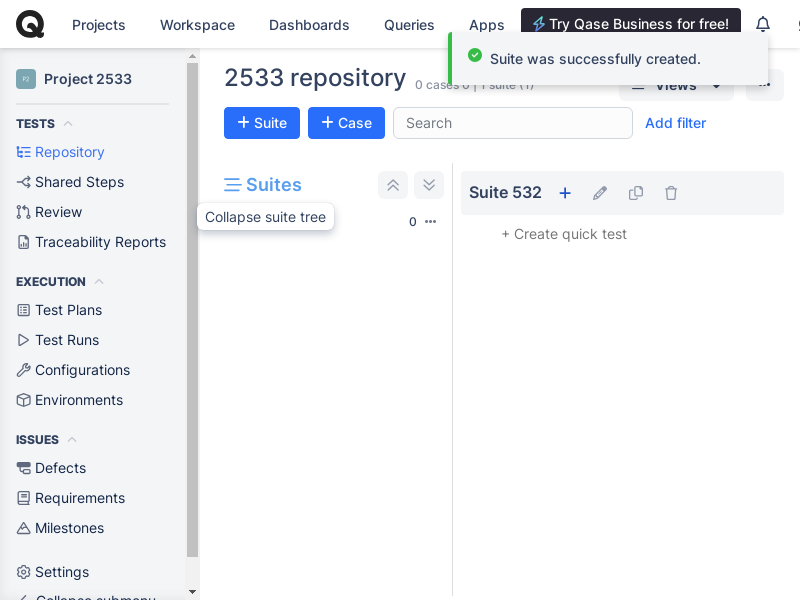 Projects
Workspace
Dashboards
Queries
Apps
Try Qase Business for free!
Suite was successfully created.
P2
Project 2533
TESTS
Repository
Shared Steps
Review
Traceability Reports
EXECUTION
Test Plans
Test Runs
Configurations
Environments
ISSUES
Defects
Requirements
Milestones
Settings
Collapse submenu
2533 repository
0 cases 0 | 1 suite (1)
Views
+ Suite
+ Case
Search
Add filter
Suites
Collapse suite tree
0
Suite 532
+ Create quick test